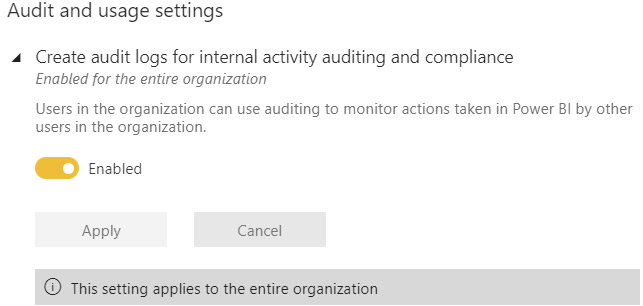 Audit and usage settings
Create audit logs for internal activity auditing and compliance
Enabled for the entire organization
Users in the organization can use auditing to monitor actions taken in Power BI by other
users in the organization.
Enabled
Apply
Cancel
This setting applies to the entire organization